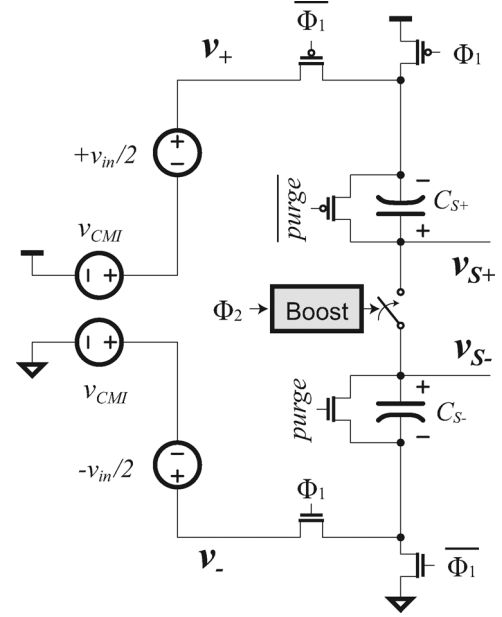 Φ̅1̅
v+
Φ1
+vin/2
purge
−
CS+
+
vCMI
vS+
Φ2
Boost
vS-
vCMI
purge
+
CS-
−
-vin/2
Φ1
v-
Φ̅1̅